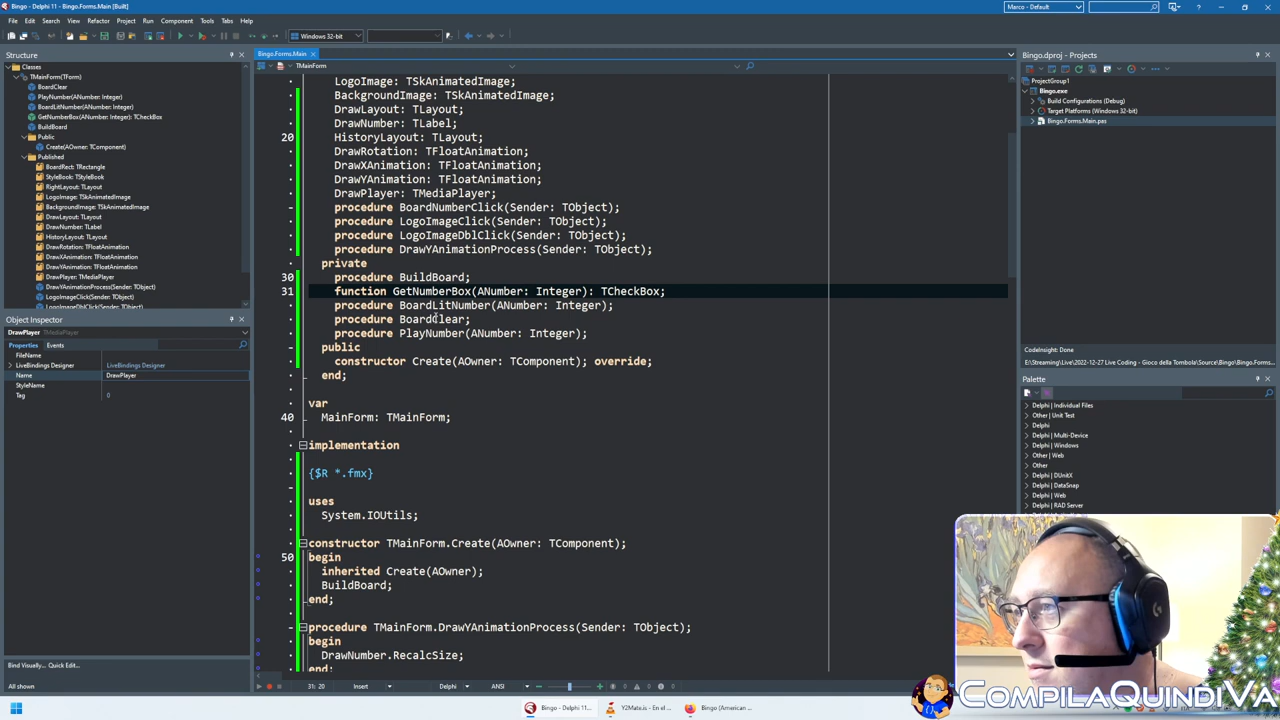 Bingo.Forms.Main - Bingo - Delphi 11 - Bingo.Forms.Main [Built]
Marco - Default
File Edit Search View Refactor Project Run Component Tools Tabs Help
Windows 32-bit
Structure
Classes
TMainForm(TForm)
BoardClear
PlayNumber(ANumber: Integer)
BoardLitNumber(ANumber: Integer)
GetNumberBox(ANumber: Integer): TCheckBox
BuildBoard
Public
Create(AOwner: TComponent)
Published
BoardRect: TRectangle
StyleBook: TStyleBook
RightLayout: TLayout
LogoImage: TSkAnimatedImage
BackgroundImage: TSkAnimatedImage
DrawLayout: TLayout
DrawNumber: TLabel
HistoryLayout: TLayout
DrawRotation: TFloatAnimation
DrawXAnimation: TFloatAnimation
DrawYAnimation: TFloatAnimation
DrawPlayer: TMediaPlayer
DrawYAnimationProcess(Sender: TObject)
LogoImageClick(Sender: TObject)
LogoImageDblClick(Sender: TObject)
Object Inspector
DrawPlayer TMediaPlayer
Properties Events
FileName
LiveBindings Designer LiveBindings Designer
Name DrawPlayer
StyleName
Tag 0
Bind Visually... Quick Edit...
All shown
Bingo.Forms.Main
TMainForm
LogoImage: TSkAnimatedImage;
BackgroundImage: TSkAnimatedImage;
DrawLayout: TLayout;
DrawNumber: TLabel;
20 HistoryLayout: TLayout;
DrawRotation: TFloatAnimation;
DrawXAnimation: TFloatAnimation;
DrawYAnimation: TFloatAnimation;
DrawPlayer: TMediaPlayer;
procedure BoardNumberClick(Sender: TObject);
procedure LogoImageClick(Sender: TObject);
procedure LogoImageDblClick(Sender: TObject);
procedure DrawYAnimationProcess(Sender: TObject);
private
30 procedure BuildBoard;
31 function GetNumberBox(ANumber: Integer): TCheckBox;
procedure BoardLitNumber(ANumber: Integer);
procedure BoardClear;
procedure PlayNumber(ANumber: Integer);
public
constructor Create(AOwner: TComponent); override;
end;
var
40 MainForm: TMainForm;
implementation
{$R *.fmx}
uses
System.IOUtils;
constructor TMainForm.Create(AOwner: TComponent);
50 begin
inherited Create(AOwner);
BuildBoard;
end;
procedure TMainForm.DrawYAnimationProcess(Sender: TObject);
begin
DrawNumber.RecalcSize;
end;
31: 20 Insert Delphi ANSI
Bingo.dproj - Projects
ProjectGroup1
Bingo.exe
Build Configurations (Debug)
Target Platforms (Windows 32-bit)
Bingo.Forms.Main.pas
CodeInsight: Done
E:\Streaming\Live\2022-12-27 Live Coding - Gioco della Tombola\Source\Bingo\Bingo.Forms.Main
Palette
Delphi | Individual Files
Other | Unit Test
Delphi
Delphi | Multi-Device
Delphi | Windows
Other | Web
Other
Delphi | DUnitX
Delphi | DataSnap
Delphi | Web
Delphi | RAD Server
COMPILAQUINDIVA
Bingo - Delphi 11 - ... Y2Mate.is - En el ... Bingo (American ...